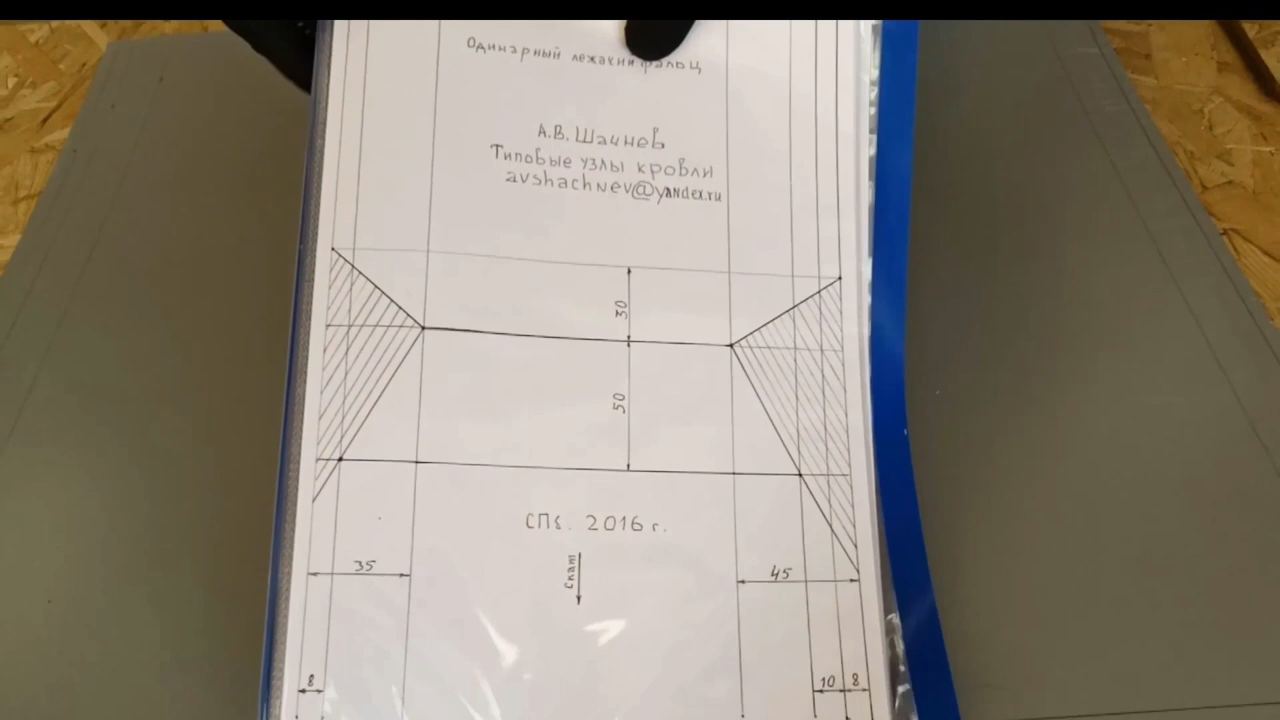 Одинарный лежачий фальц
А.В. Шачнев
Типовые узлы кровли
avshachnev@yandex.ru
30
50
СПб. 2016 г.
Скат
35
45
8
10
8